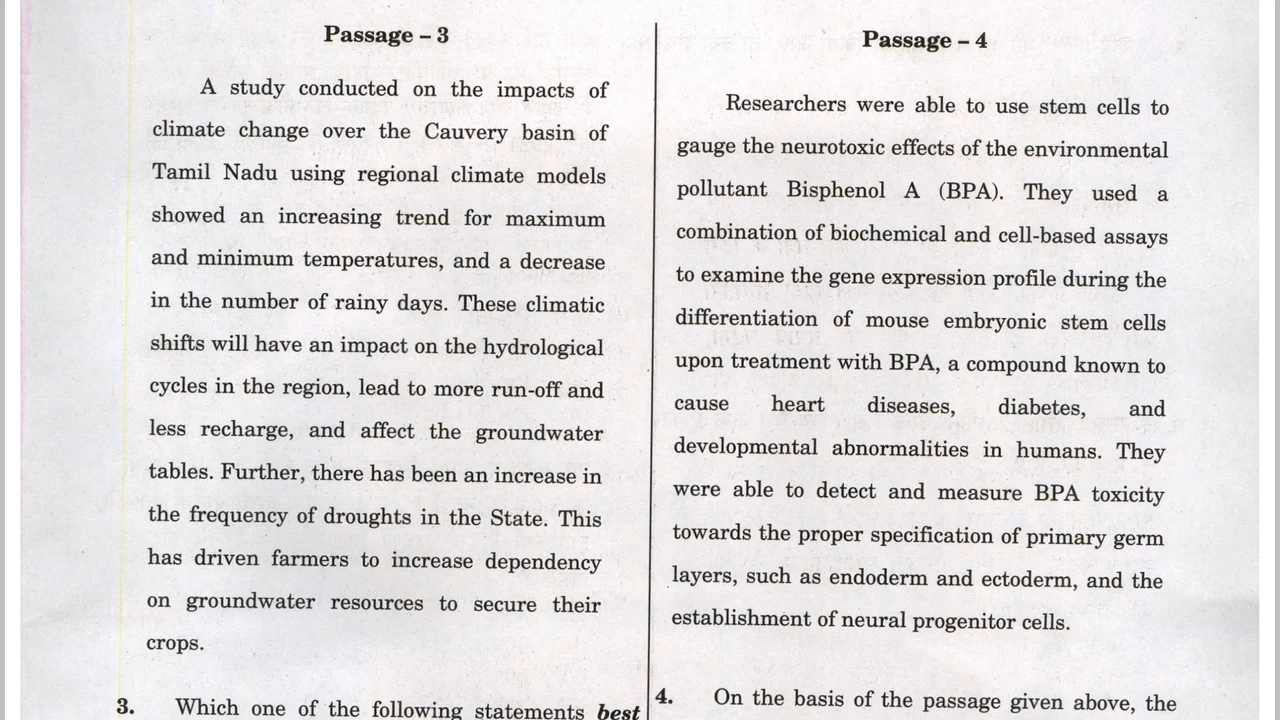 Passage – 3
A study conducted on the impacts of
climate change over the Cauvery basin of
Tamil Nadu using regional climate models
showed an increasing trend for maximum
and minimum temperatures, and a decrease
in the number of rainy days. These climatic
shifts will have an impact on the hydrological
cycles in the region, lead to more run-off and
less recharge, and affect the groundwater
tables. Further, there has been an increase in
the frequency of droughts in the State. This
has driven farmers to increase dependency
on groundwater resources to secure their
crops.
3. Which one of the following statements best
Passage – 4
Researchers were able to use stem cells to
gauge the neurotoxic effects of the environmental
pollutant Bisphenol A (BPA). They used a
combination of biochemical and cell-based assays
to examine the gene expression profile during the
differentiation of mouse embryonic stem cells
upon treatment with BPA, a compound known to
cause heart diseases, diabetes, and
developmental abnormalities in humans. They
were able to detect and measure BPA toxicity
towards the proper specification of primary germ
layers, such as endoderm and ectoderm, and the
establishment of neural progenitor cells.
4. On the basis of the passage given above, the